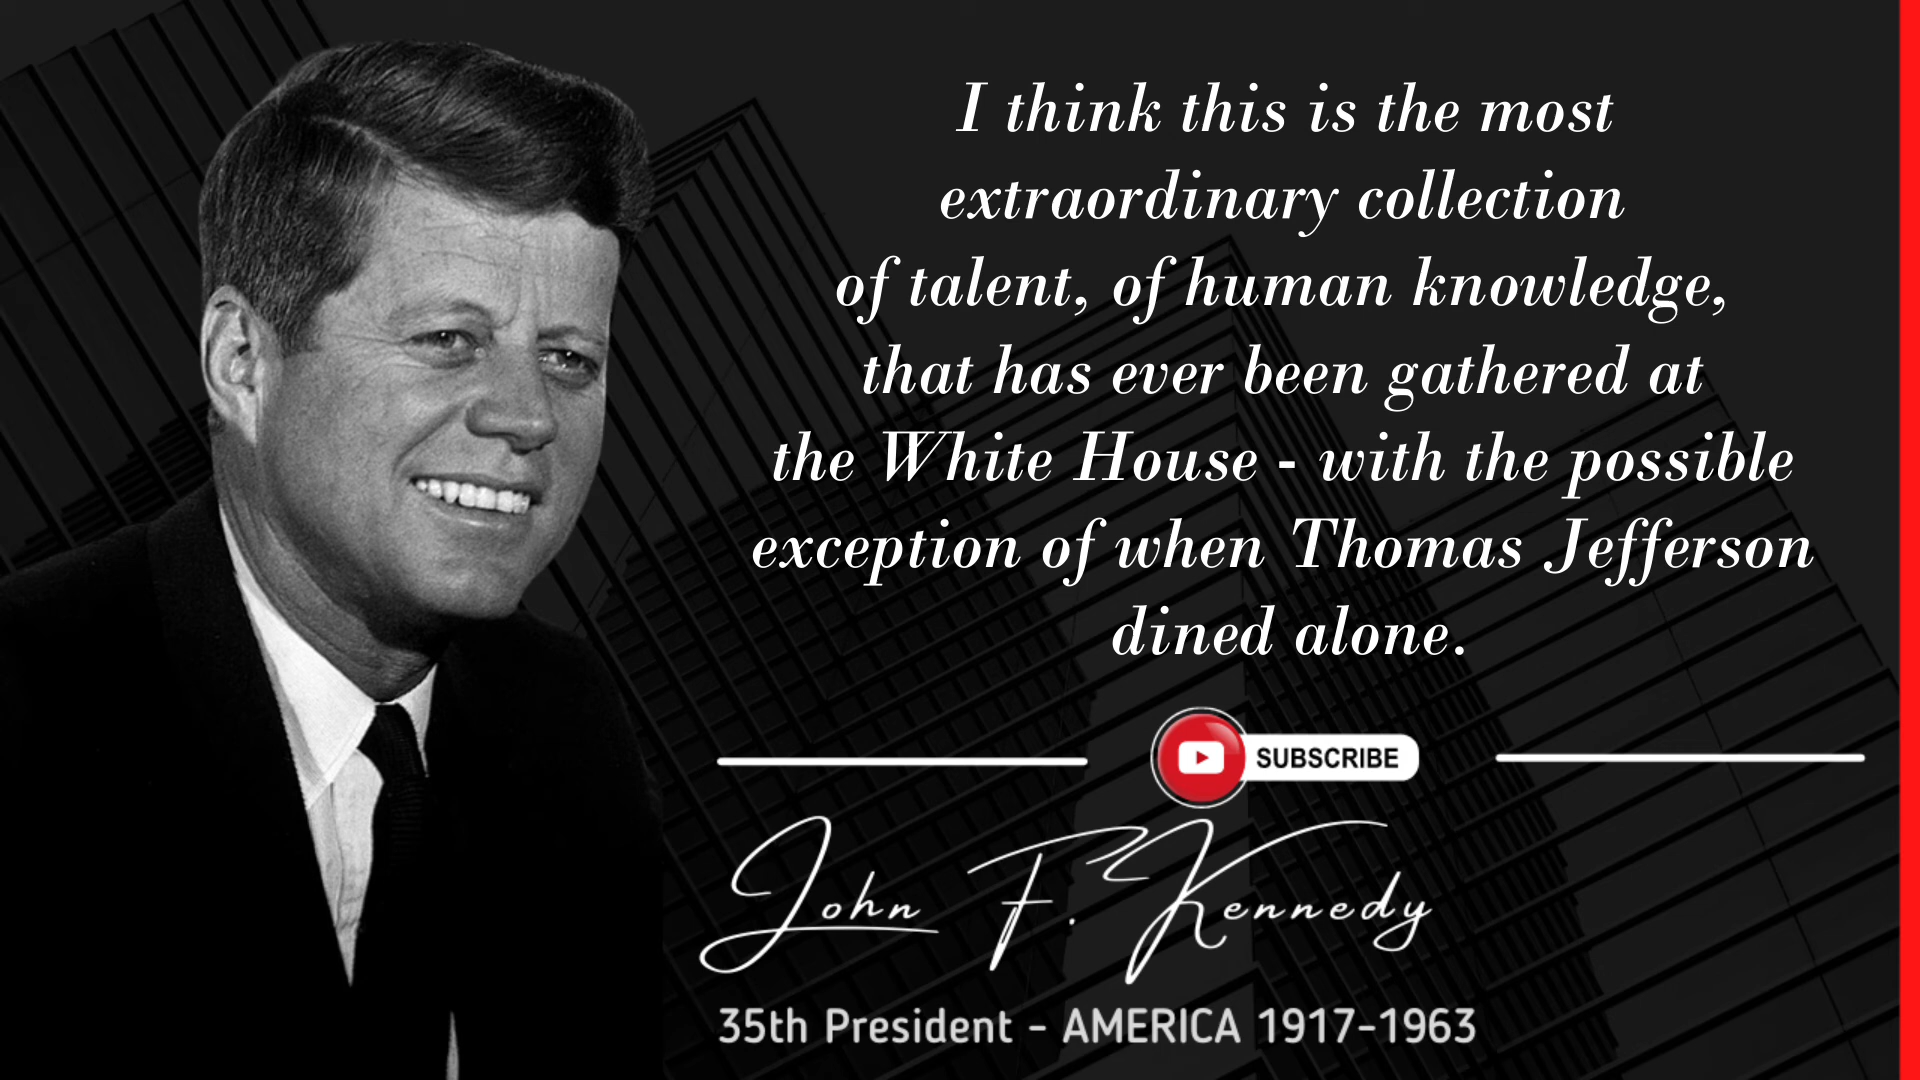 I think this is the most
extraordinary collection
of talent, of human knowledge,
that has ever been gathered at
the White House - with the possible
exception of when Thomas Jefferson
dined alone.
SUBSCRIBE
John F. Kennedy
35th President - AMERICA 1917-1963